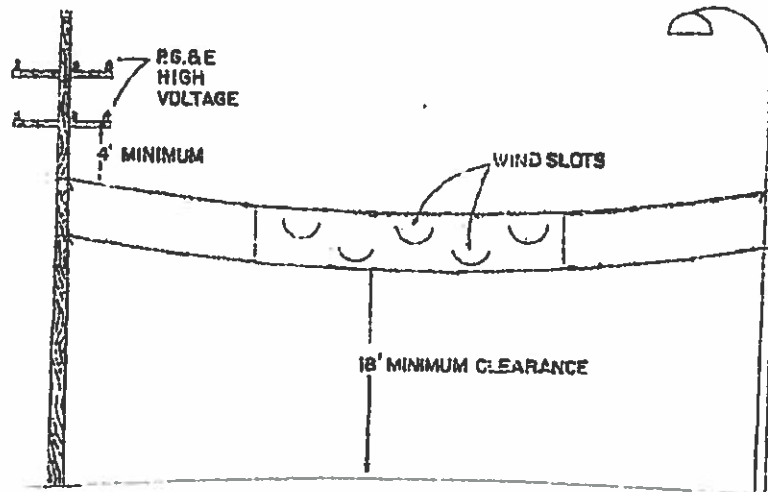 P.G.&E
HIGH
VOLTAGE
4' MINIMUM
WIND SLOTS
18' MINIMUM CLEARANCE